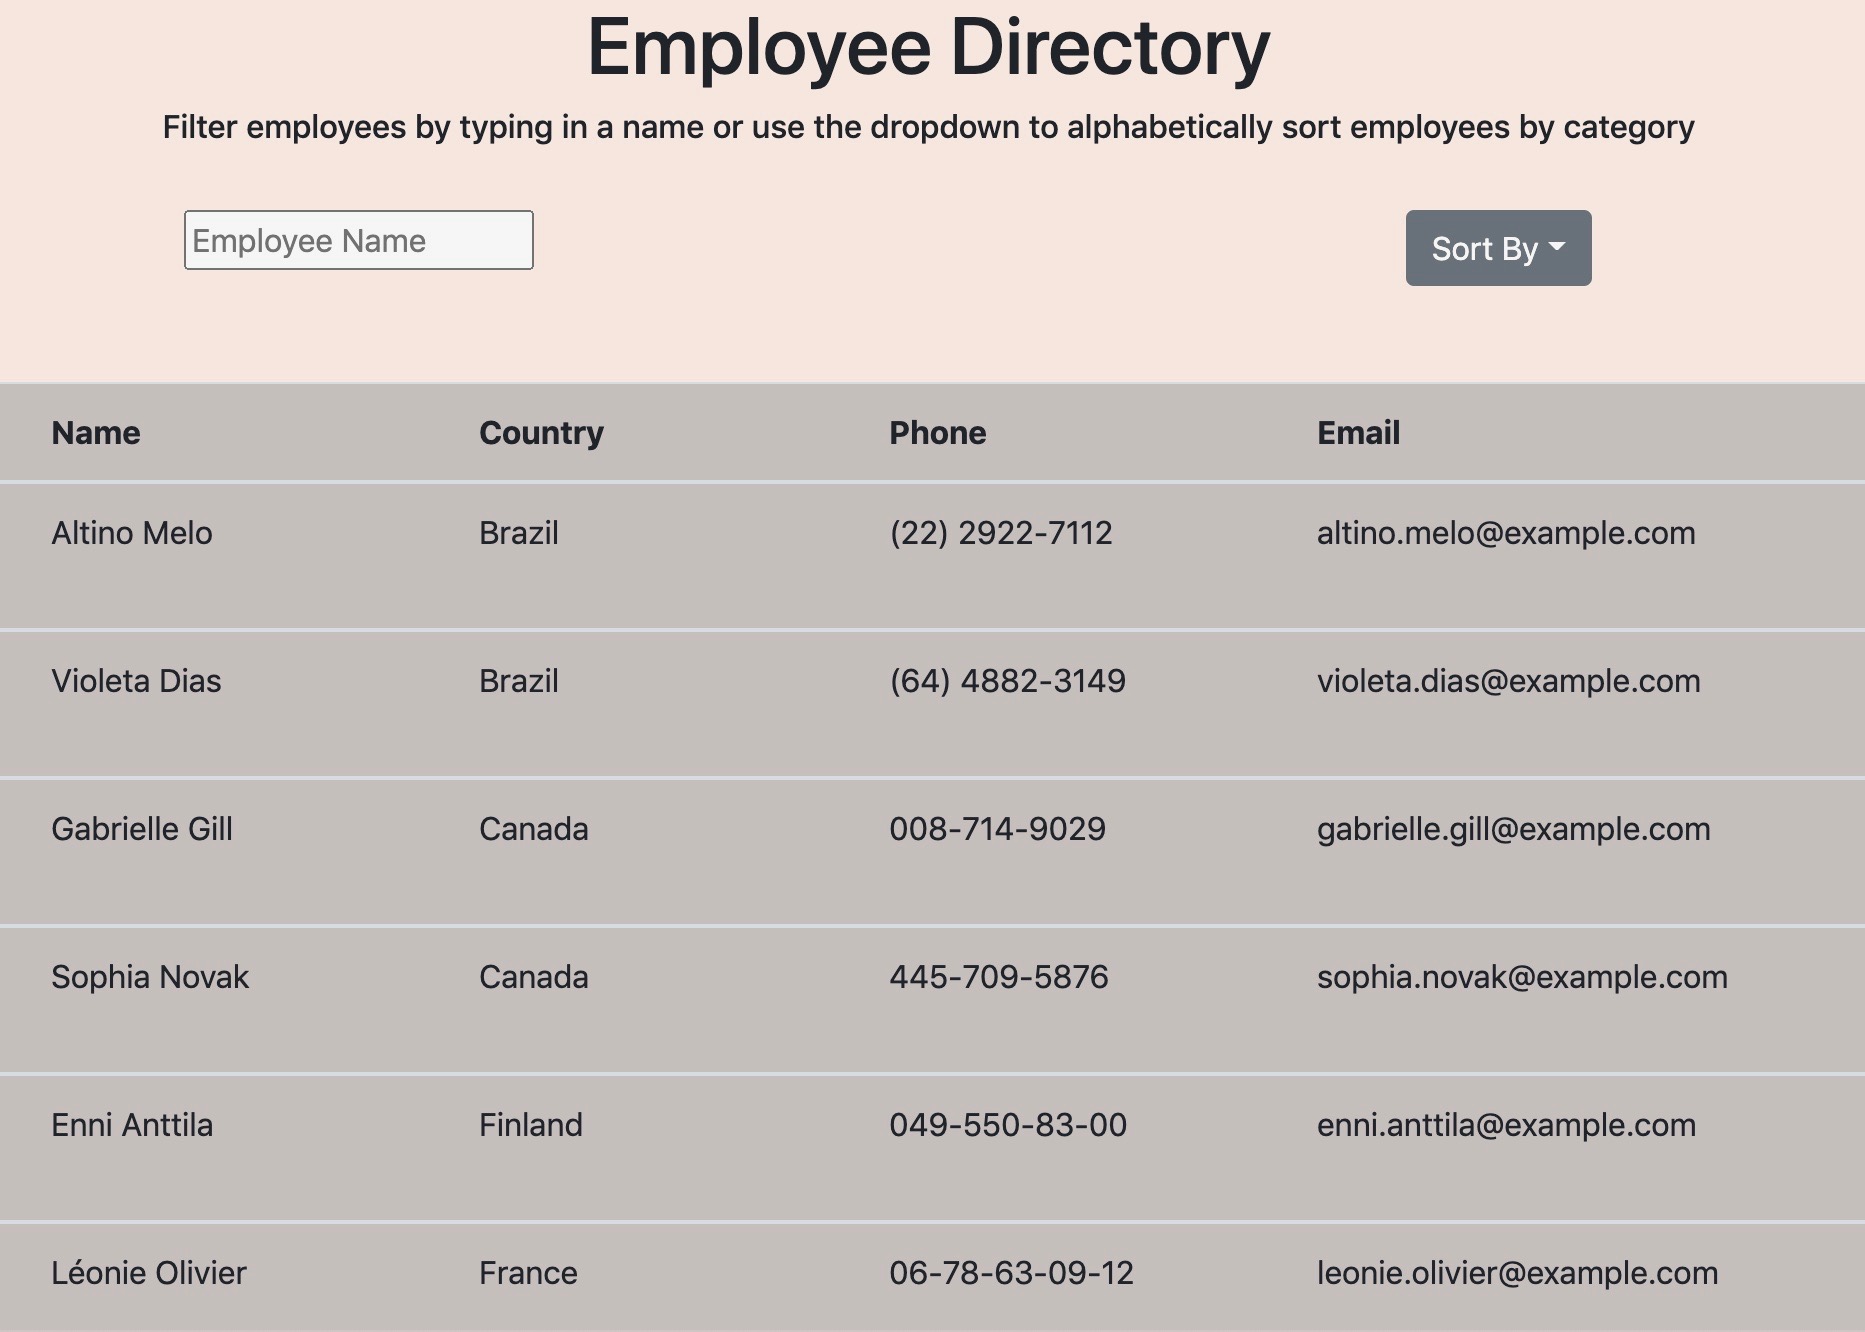 Employee Directory
Filter employees by typing in a name or use the dropdown to alphabetically sort employees by category
Employee Name Sort By
Name Country Phone Email
Altino Melo Brazil (22) 2922-7112 altino.melo@example.com
Violeta Dias Brazil (64) 4882-3149 violeta.dias@example.com
Gabrielle Gill Canada 008-714-9029 gabrielle.gill@example.com
Sophia Novak Canada 445-709-5876 sophia.novak@example.com
Enni Anttila Finland 049-550-83-00 enni.anttila@example.com
Léonie Olivier France 06-78-63-09-12 leonie.olivier@example.com